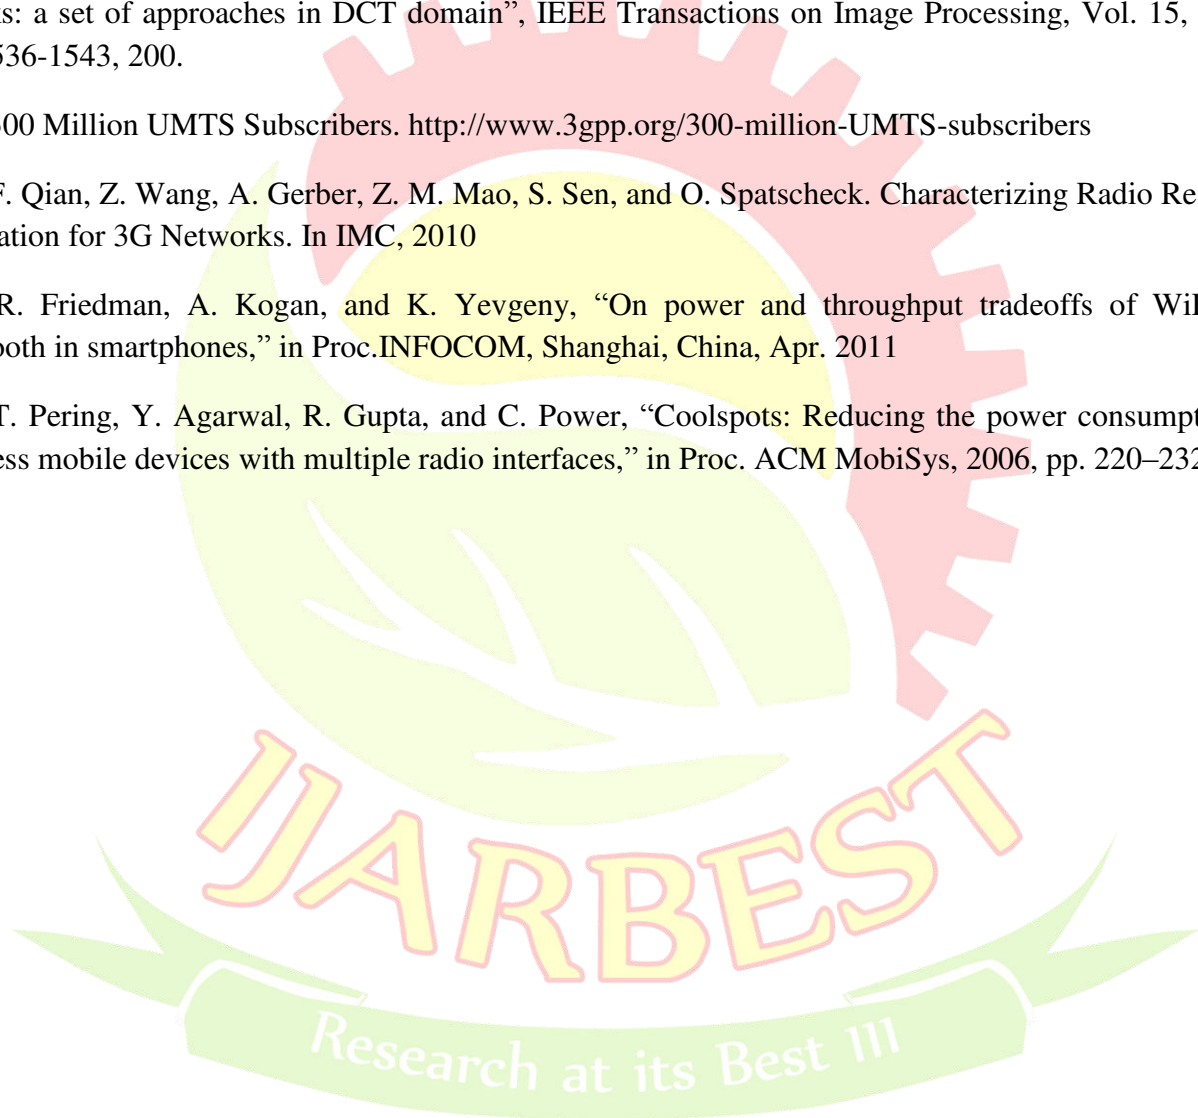 ks: a set of approaches in DCT domain”, IEEE Transactions on Image Processing, Vol. 15,
536-1543, 200.
00 Million UMTS Subscribers. http://www.3gpp.org/300-million-UMTS-subscribers
F. Qian, Z. Wang, A. Gerber, Z. M. Mao, S. Sen, and O. Spatscheck. Characterizing Radio Re
ation for 3G Networks. In IMC, 2010
R. Friedman, A. Kogan, and K. Yevgeny, “On power and throughput tradeoffs of WiF
ooth in smartphones,” in Proc.INFOCOM, Shanghai, China, Apr. 2011
T. Pering, Y. Agarwal, R. Gupta, and C. Power, “Coolspots: Reducing the power consumpt
ess mobile devices with multiple radio interfaces,” in Proc. ACM MobiSys, 2006, pp. 220–232
IJARBEST
Research at its Best !!!